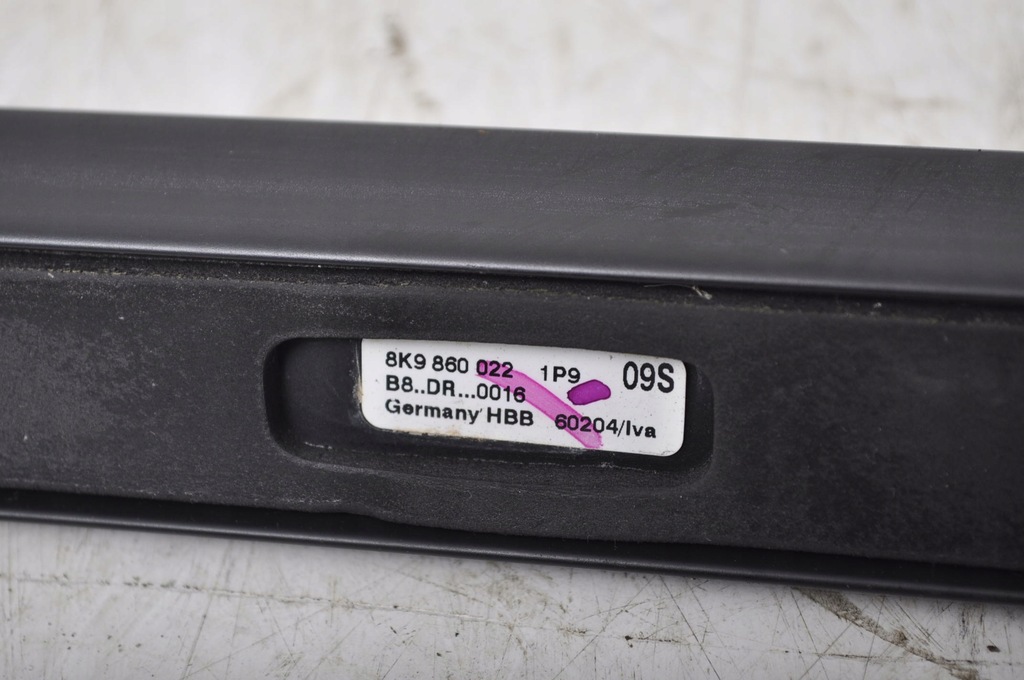 8K9 860 022 1P9 09S
B8..DR...0016
Germany HBB 60204/Iva